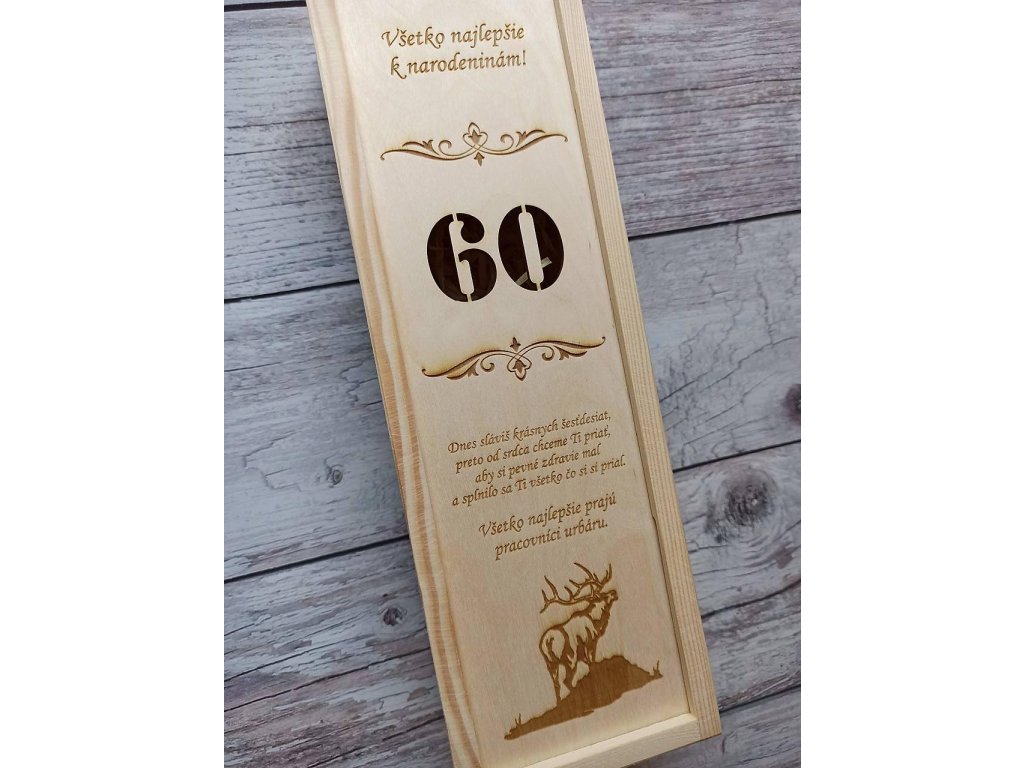 Všetko najlepšie
k narodeninám!
60
Dnes sláviš krásnych šesťdesiat,
preto od srdca chceme Ti priať,
aby si pevné zdravie mal
a splnilo sa Ti všetko čo si si prial.
Všetko najlepšie prajú
pracovníci urbáru.